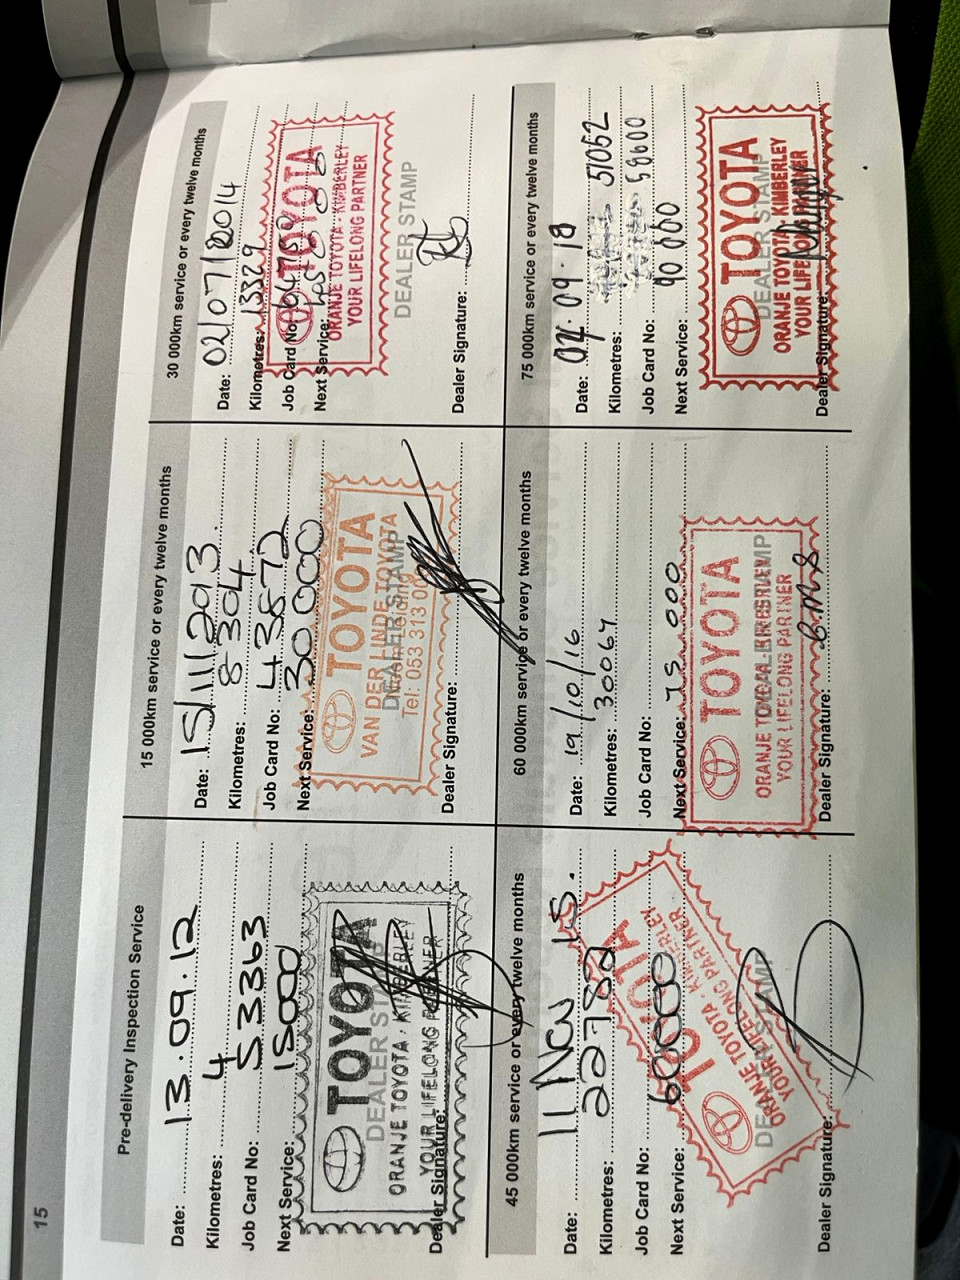 15
Pre-delivery Inspection Service
Date: 13.09.12
Kilometres: 4
Job Card No: 53363
Next Service: 15000
TOYOTA
DEALER STAMP
ORANJE TOYOTA · KIMBERLEY
YOUR LIFELONG PARTNER
Dealer Signature:
15 000km service or every twelve months
Date: 15/11/2013.
Kilometres: 8394
Job Card No: 43872
Next Service: 30 000
TOYOTA
VAN DER LINDE TOYOTA
DEALER STAMP
Tel: 053 313
Dealer Signature:
30 000km service or every twelve months
Date: 02/07/2014
Kilometres: 13329
Job Card No:
Next Service:
TOYOTA
ORANJE TOYOTA · KIMBERLEY
YOUR LIFELONG PARTNER
DEALER STAMP
Dealer Signature:
45 000km service or every twelve months
Date: 11 Nov 15.
Kilometres: 22782
Job Card No:
Next Service: 60000
TOYOTA
ORANJE TOYOTA · KIMBERLEY
DEALER STAMP
YOUR LIFELONG PARTNER
Dealer Signature:
60 000km service or every twelve months
Date: 19/10/16
Kilometres: 30067
Job Card No:
Next Service: 75 000
TOYOTA
ORANJE TOYOTA
DEALER STAMP
YOUR LIFELONG PARTNER
Dealer Signature:
75 000km service or every twelve months
Date: 04.09.18
Kilometres: 51052
Job Card No: 58600
Next Service: 90 000
TOYOTA
DEALER STAMP
ORANJE TOYOTA · KIMBERLEY
YOUR LIFELONG PARTNER
Dealer Signature: